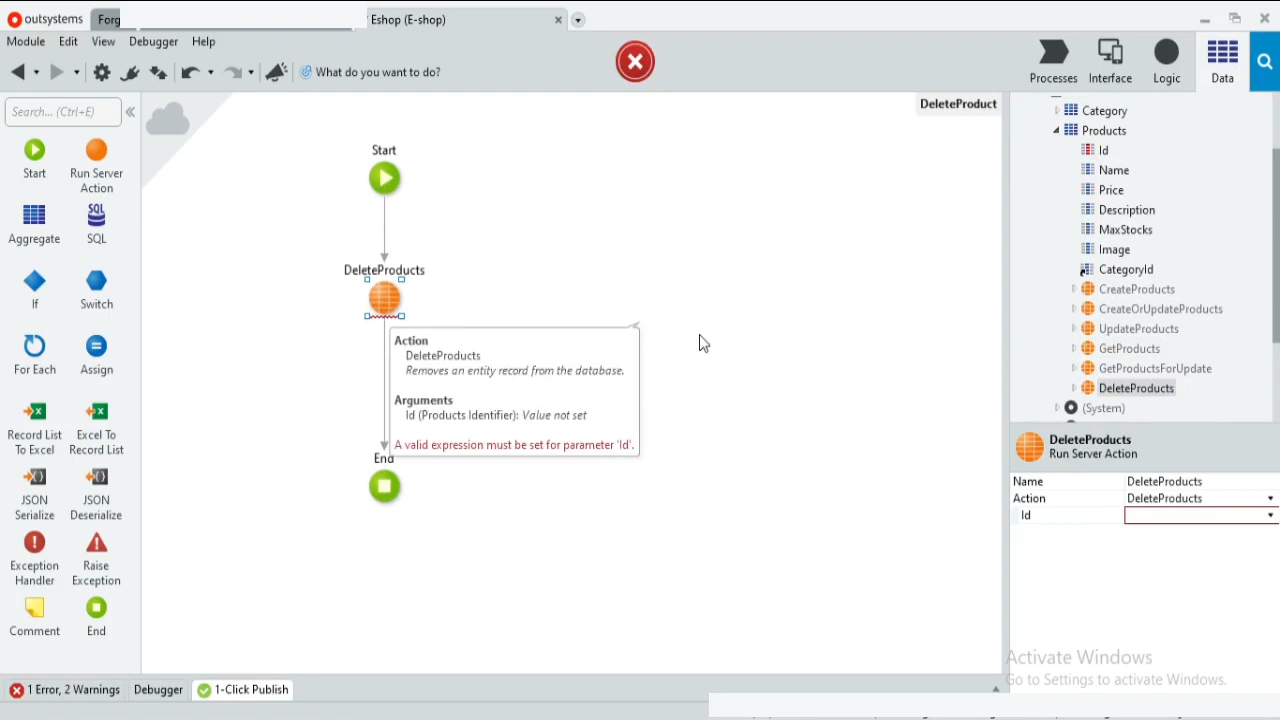 outsystems
Forg
Eshop (E-shop)
Module Edit View Debugger Help
What do you want to do?
Processes Interface Logic Data
Search... (Ctrl+E)
DeleteProduct
Start
Run Server
Action
Aggregate
SQL
If
Switch
For Each
Assign
Record List
To Excel
Excel To
Record List
JSON
Serialize
JSON
Deserialize
Exception
Handler
Raise
Exception
Comment
End
Start
DeleteProducts
Action
DeleteProducts
Removes an entity record from the database.
Arguments
Id (Products Identifier): Value not set
A valid expression must be set for parameter 'Id'.
End
Category
Products
Id
Name
Price
Description
MaxStocks
Image
CategoryId
CreateProducts
CreateOrUpdateProducts
UpdateProducts
GetProducts
GetProductsForUpdate
DeleteProducts
(System)
DeleteProducts
Run Server Action
Name DeleteProducts
Action DeleteProducts
Id
Activate Windows
Go to Settings to activate Windows.
1 Error, 2 Warnings Debugger 1-Click Publish